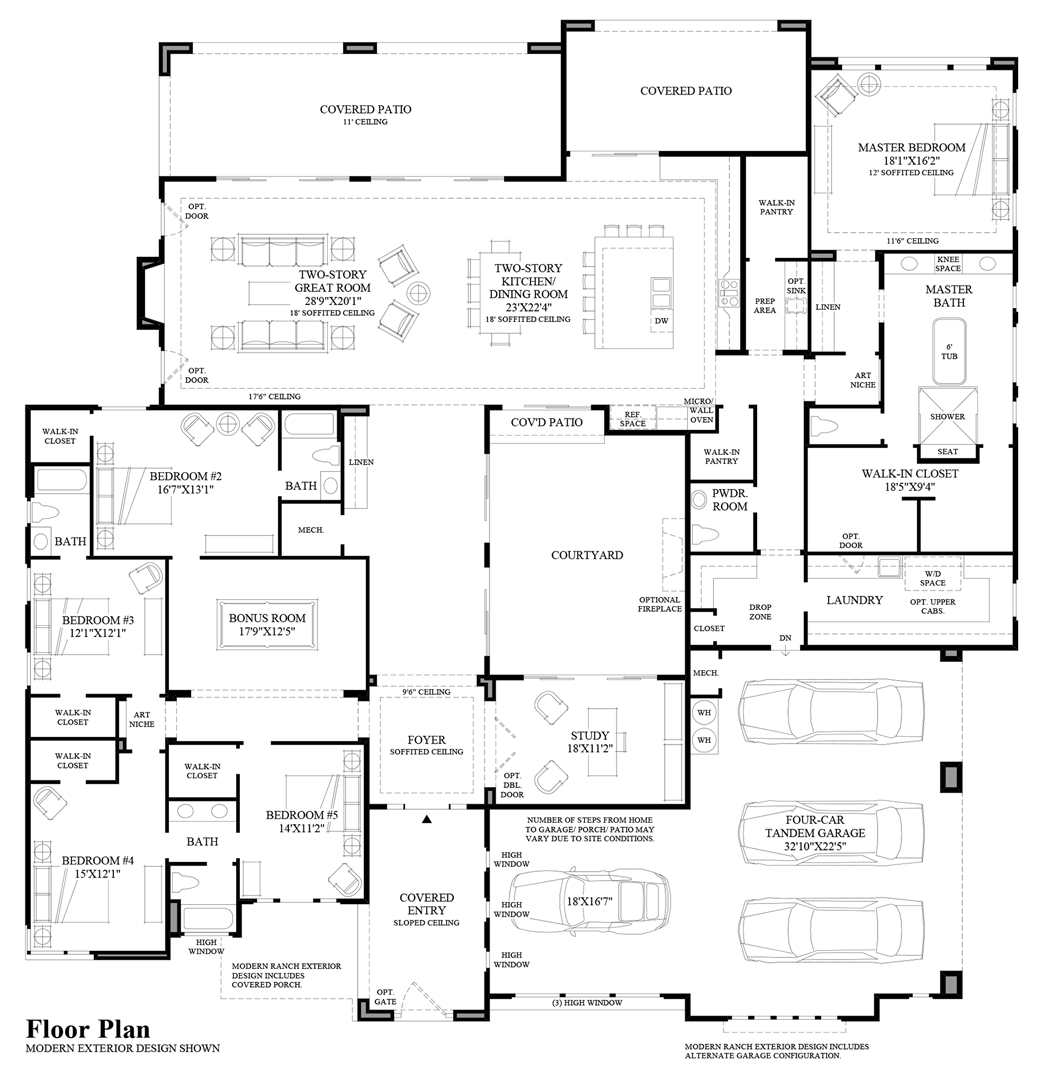 COVERED PATIO
11' CEILING
COVERED PATIO
MASTER BEDROOM
18'1"X16'2"
12' SOFFITED CEILING
11'6" CEILING
OPT.
DOOR
WALK-IN
PANTRY
TWO-STORY
GREAT ROOM
28'9"X20'1"
18' SOFFITED CEILING
TWO-STORY
KITCHEN/
DINING ROOM
23'X22'4"
18' SOFFITED CEILING
DW
PREP
AREA
OPT.
SINK
LINEN
KNEE
SPACE
MASTER
BATH
6'
TUB
OPT.
DOOR
17'6" CEILING
ART
NICHE
SHOWER
SEAT
MICRO/
WALL
OVEN
REF.
SPACE
COV'D PATIO
WALK-IN
CLOSET
BEDROOM #2
16'7"X13'1"
BATH
LINEN
MECH.
BATH
WALK-IN
PANTRY
PWDR.
ROOM
WALK-IN CLOSET
18'5"X9'4"
OPT.
DOOR
COURTYARD
OPTIONAL
FIREPLACE
W/D
SPACE
LAUNDRY
OPT. UPPER
CABS.
DROP
ZONE
CLOSET
DN
BEDROOM #3
12'1"X12'1"
BONUS ROOM
17'9"X12'5"
MECH.
WH
WH
9'6" CEILING
WALK-IN
CLOSET
ART
NICHE
FOYER
SOFFITED CEILING
STUDY
18'X11'2"
OPT.
DBL.
DOOR
WALK-IN
CLOSET
WALK-IN
CLOSET
BEDROOM #5
14'X11'2"
BATH
BEDROOM #4
15'X12'1"
NUMBER OF STEPS FROM HOME
TO GARAGE/ PORCH/ PATIO MAY
VARY DUE TO SITE CONDITIONS.
FOUR-CAR
TANDEM GARAGE
32'10"X22'5"
HIGH
WINDOW
18'X16'7"
HIGH
WINDOW
HIGH
WINDOW
COVERED
ENTRY
SLOPED CEILING
HIGH
WINDOW
MODERN RANCH EXTERIOR
DESIGN INCLUDES
COVERED PORCH.
OPT.
GATE
(3) HIGH WINDOW
Floor Plan
MODERN EXTERIOR DESIGN SHOWN
MODERN RANCH EXTERIOR DESIGN INCLUDES
ALTERNATE GARAGE CONFIGURATION.